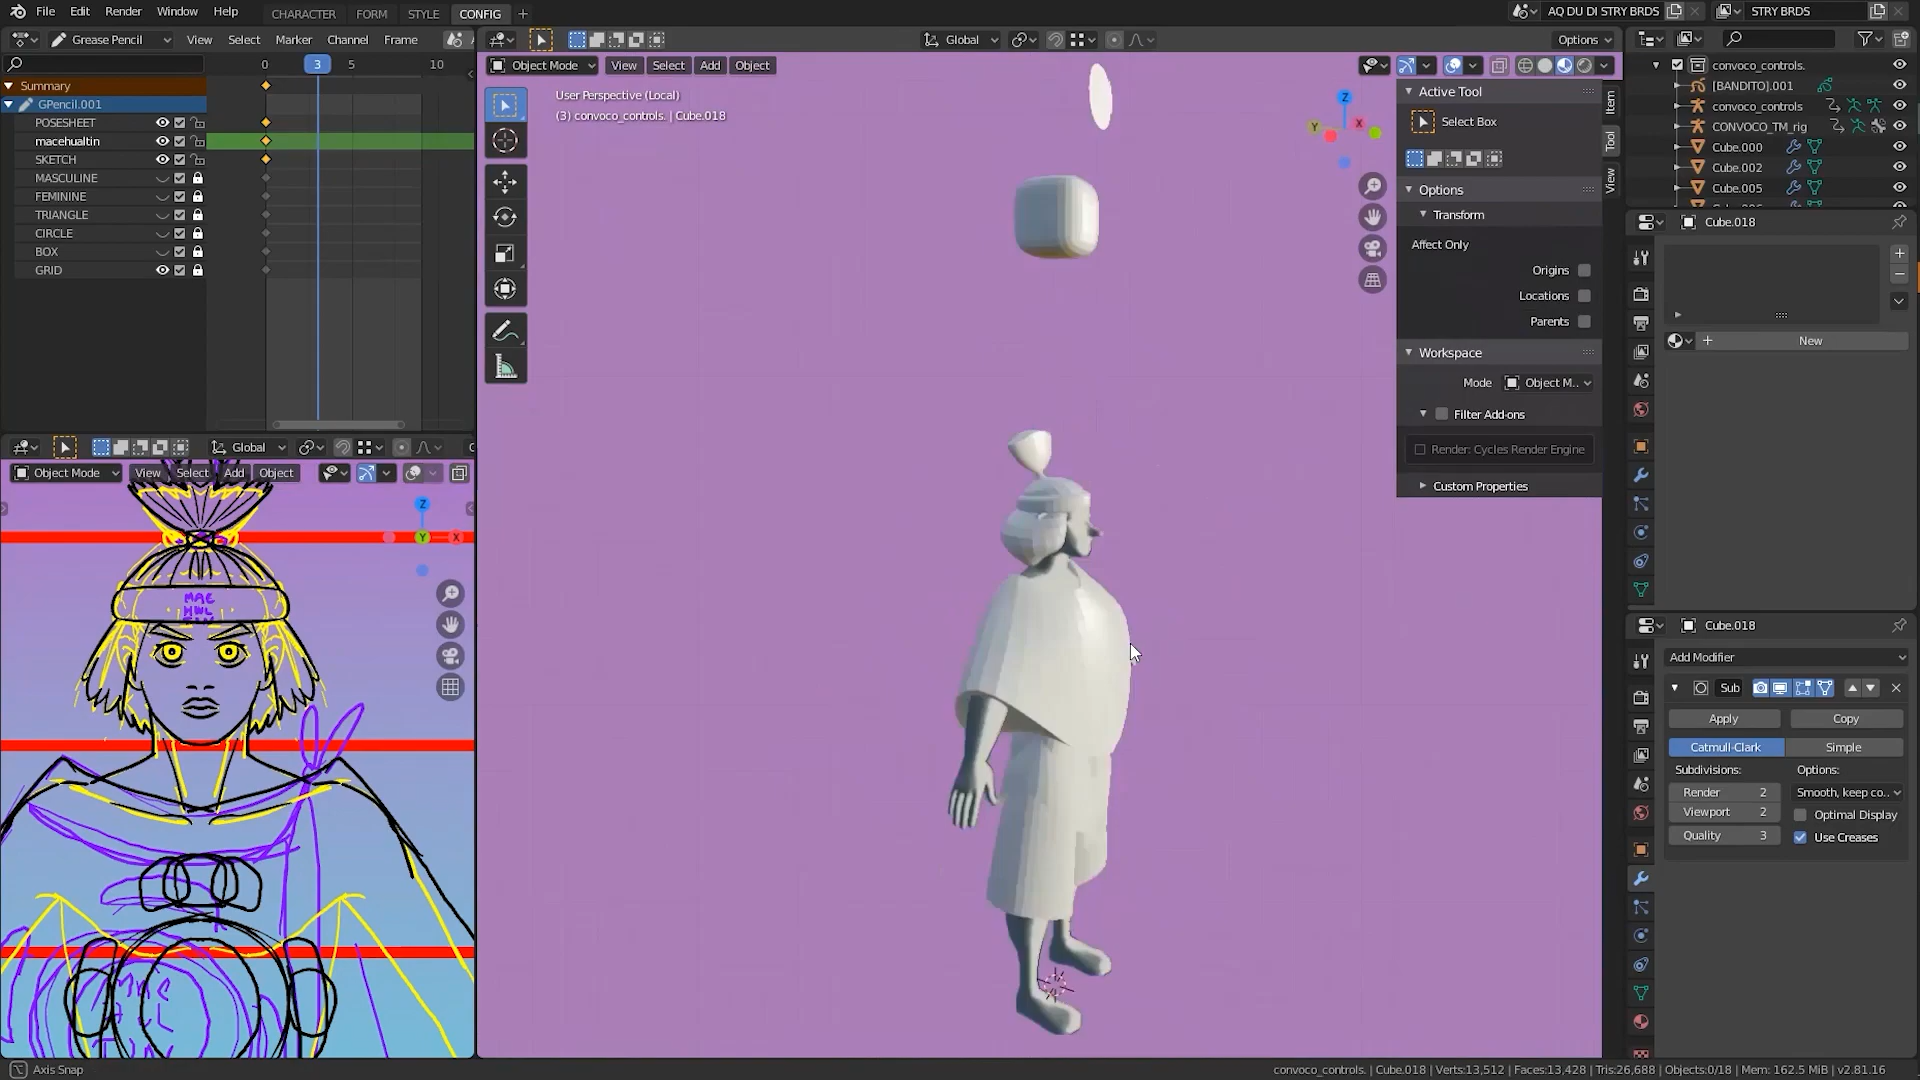 File Edit Render Window Help CHARACTER FORM STYLE CONFIG + AQ DU DI STRY BRDS STRY BRDS
Grease Pencil View Select Marker Channel Frame
0 3 5 10
Summary
GPencil.001
POSESHEET
macehualtin
SKETCH
MASCULINE
FEMININE
TRIANGLE
CIRCLE
BOX
GRID
Global
Object Mode View Select Add Object
Z
Y
X
MAE
HWL
Global Options
Object Mode View Select Add Object
User Perspective (Local)
(3) convoco_controls. | Cube.018
Z
Y
X
Active Tool
Select Box
Options
Transform
Affect Only
Origins
Locations
Parents
Workspace
Mode Object M..
Filter Add-ons
Render: Cycles Render Engine
Custom Properties
Item
Tool
View
convoco_controls.
[BANDITO].001
convoco_controls
CONVOCO_TM_rig
Cube.000
Cube.002
Cube.005
Cube.018
+ New
Cube.018
Add Modifier
Sub
Apply Copy
Catmull-Clark Simple
Subdivisions: Options:
Render 2 Smooth, keep co..
Viewport 2 Optimal Display
Quality 3 Use Creases
Axis Snap
convoco_controls. | Cube.018 | Verts:13,512 | Faces:13,428 | Tris:26,688 | Objects:0/18 | Mem: 162.5 MiB | v2.81.16